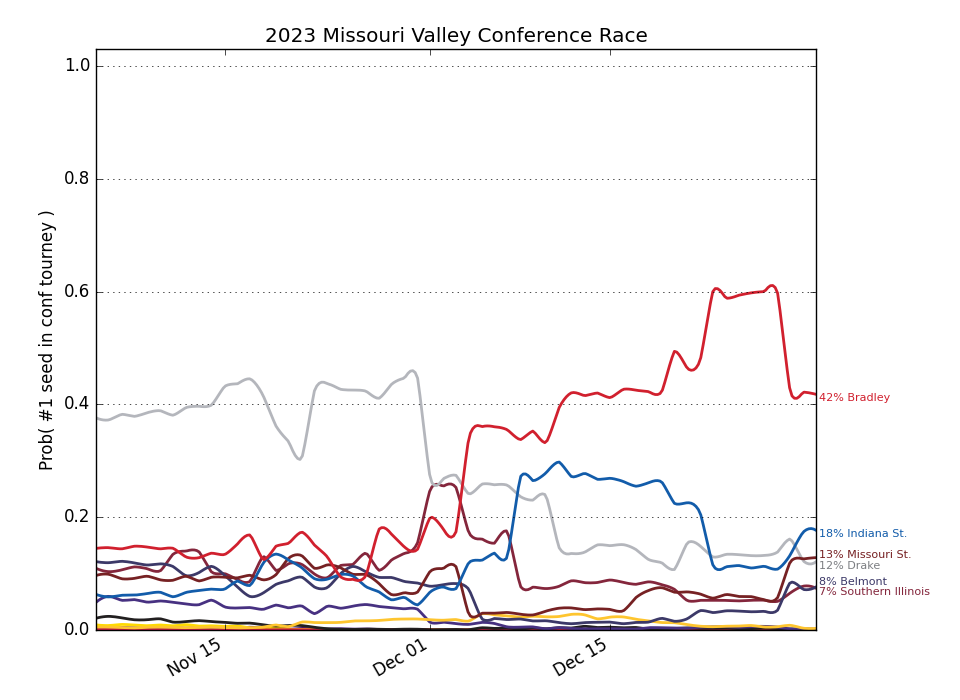 2023 Missouri Valley Conference Race
Prob( #1 seed in conf tourney )
1.0
0.8
0.6
0.4
0.2
0.0
42% Bradley
18% Indiana St.
13% Missouri St.
12% Drake
8% Belmont
7% Southern Illinois
Nov 15
Dec 01
Dec 15